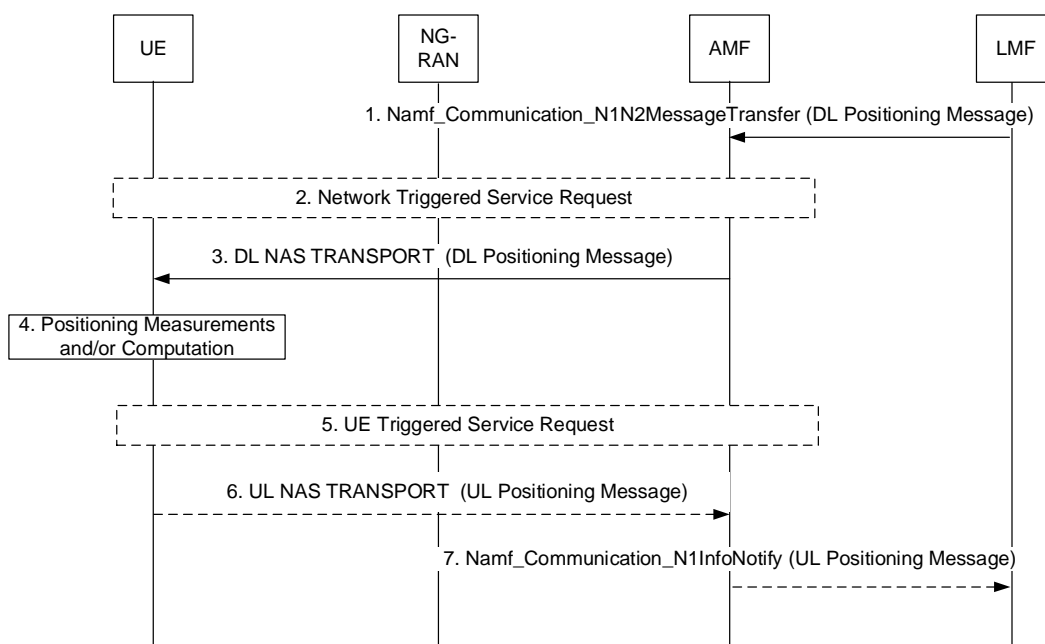 UE
NG-
RAN
AMF
LMF
1. Namf_Communication_N1N2MessageTransfer (DL Positioning Message)
2. Network Triggered Service Request
3. DL NAS TRANSPORT  (DL Positioning Message)
4. Positioning Measurements
and/or Computation
5. UE Triggered Service Request
6. UL NAS TRANSPORT  (UL Positioning Message)
7. Namf_Communication_N1InfoNotify (UL Positioning Message)